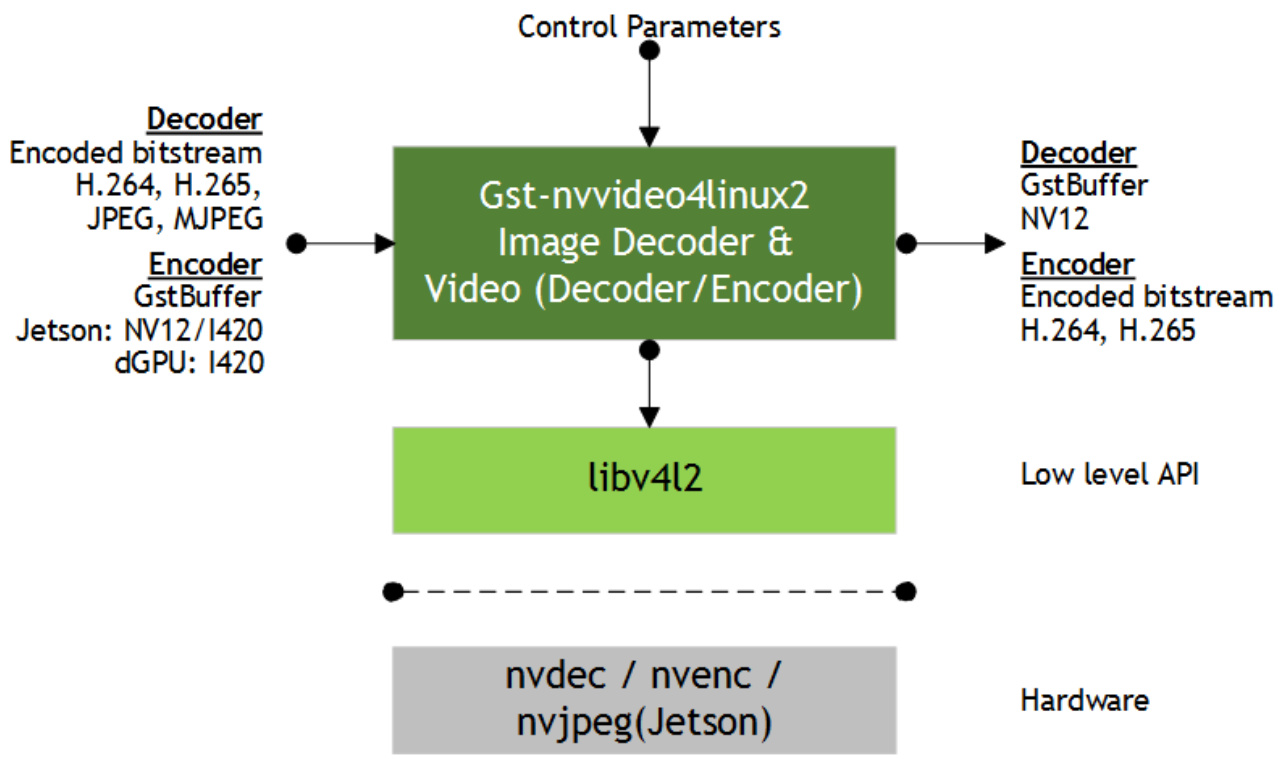 Control Parameters
Decoder
Encoded bitstream
H.264, H.265,
JPEG, MJPEG
Encoder
GstBuffer
Jetson: NV12/I420
dGPU: I420
Gst-nvvideo4linux2
Image Decoder &
Video (Decoder/Encoder)
Decoder
GstBuffer
NV12
Encoder
Encoded bitstream
H.264, H.265
libv4l2
Low level API
nvdec / nvenc /
nvjpeg(Jetson)
Hardware